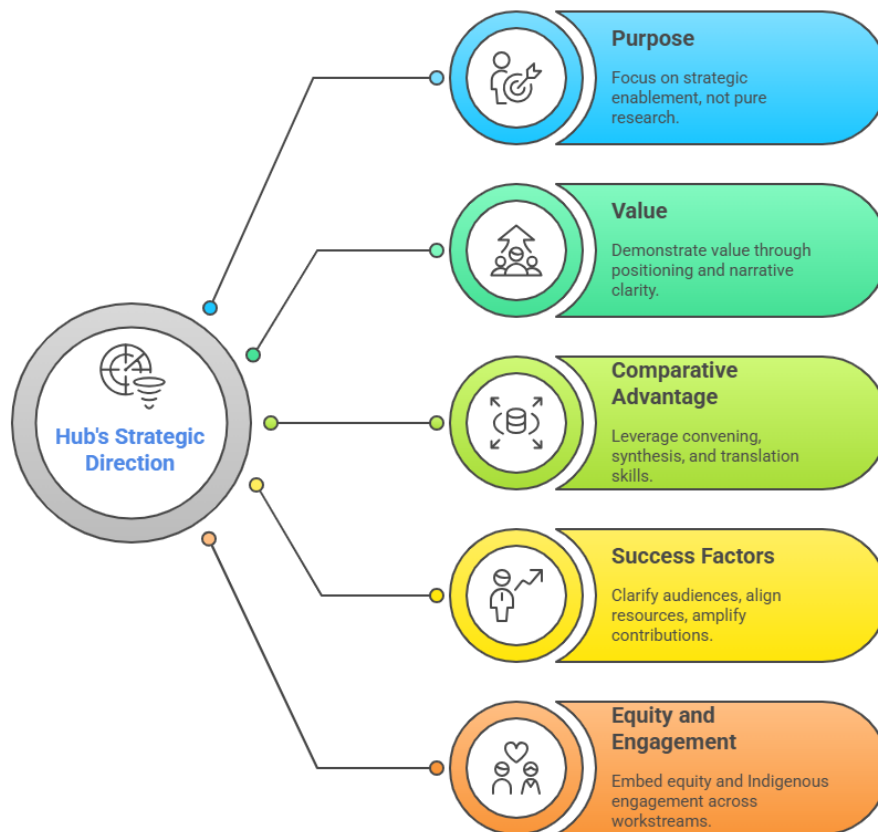 Purpose
Focus on strategic
enablement, not pure
research.
Value
Demonstrate value through
positioning and narrative
clarity.
Hub's Strategic
Direction
Comparative
Advantage
Leverage convening,
synthesis, and translation
skills.
Success Factors
Clarify audiences, align
resources, amplify
contributions.
Equity and
Engagement
Embed equity and Indigenous
engagement across
workstreams.